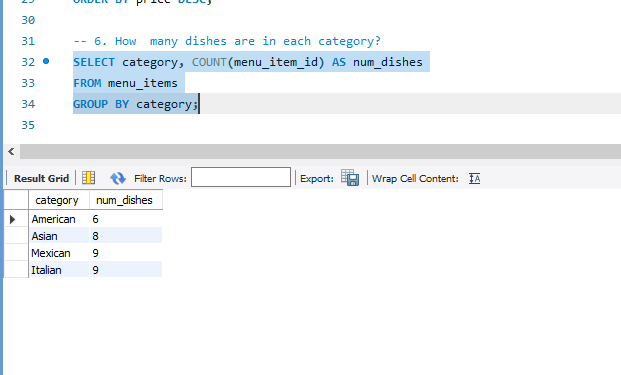 29 ORDER BY price DESC;
30
31 -- 6. How  many dishes are in each category?
32 SELECT category, COUNT(menu_item_id) AS num_dishes
33 FROM menu_items
34 GROUP BY category;
35
Result Grid Filter Rows: Export: Wrap Cell Content: IA
category num_dishes
American 6
Asian 8
Mexican 9
Italian 9